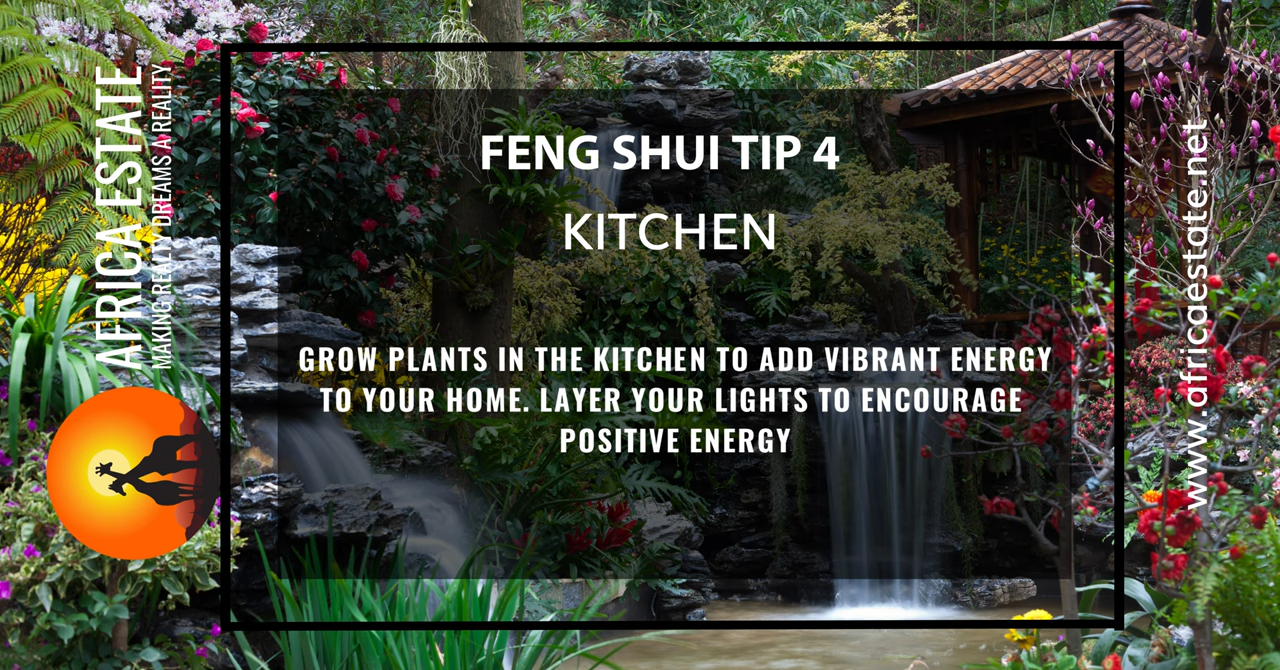 AFRICA ESTATE
MAKING REALTY DREAMS A REALITY
FENG SHUI TIP 4
KITCHEN
GROW PLANTS IN THE KITCHEN TO ADD VIBRANT ENERGY
TO YOUR HOME. LAYER YOUR LIGHTS TO ENCOURAGE
POSITIVE ENERGY
www.africaestate.net